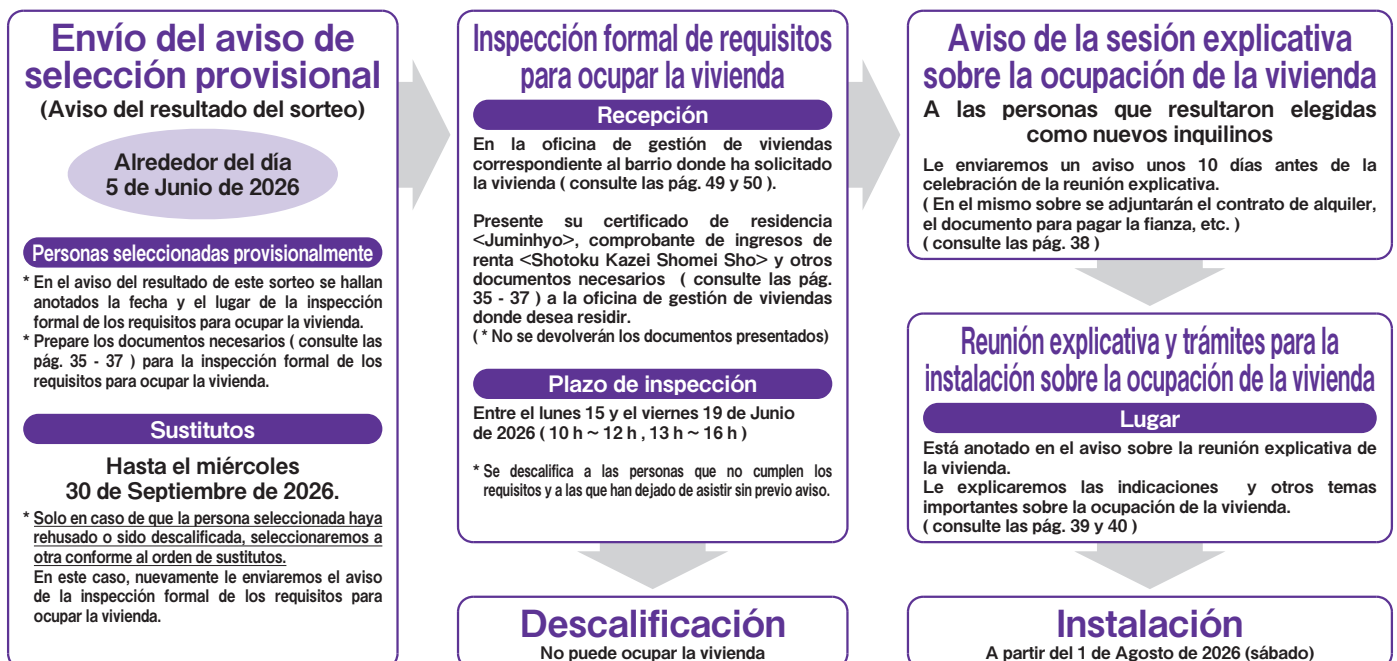 Envío del aviso de
selección provisional
(Aviso del resultado del sorteo)
Alrededor del día
5 de Junio de 2026
Personas seleccionadas provisionalmente
* En el aviso del resultado de este sorteo se hallan
anotados la fecha y el lugar de la inspección
formal de los requisitos para ocupar la vivienda.
* Prepare los documentos necesarios ( consulte las
pág. 35 - 37 ) para la inspección formal de los
requisitos para ocupar la vivienda.
Sustitutos
Hasta el miércoles
30 de Septiembre de 2026.
* Solo en caso de que la persona seleccionada haya
rehusado o sido descalificada, seleccionaremos a
otra conforme al orden de sustitutos.
En este caso, nuevamente le enviaremos el aviso
de la inspección formal de los requisitos para
ocupar la vivienda.
Inspección formal de requisitos
para ocupar la vivienda
Recepción
En la oficina de gestión de viviendas
correspondiente al barrio donde ha solicitado
la vivienda ( consulte las pág. 49 y 50 ).
Presente su certificado de residencia
<Juminhyo>, comprobante de ingresos de
renta <Shotoku Kazei Shomei Sho> y otros
documentos necesarios ( consulte las pág.
35 - 37 ) a la oficina de gestión de viviendas
donde desea residir.
( * No se devolverán los documentos presentados)
Plazo de inspección
Entre el lunes 15 y el viernes 19 de Junio
de 2026 ( 10 h ~ 12 h , 13 h ~ 16 h )
* Se descalifica a las personas que no cumplen los
requisitos y a las que han dejado de asistir sin previo aviso.
Descalificación
No puede ocupar la vivienda
Aviso de la sesión explicativa
sobre la ocupación de la vivienda
A las personas que resultaron elegidas
como nuevos inquilinos
Le enviaremos un aviso unos 10 días antes de la
celebración de la reunión explicativa.
( En el mismo sobre se adjuntarán el contrato de alquiler,
el documento para pagar la fianza, etc. )
( consulte las pág. 38 )
Reunión explicativa y trámites para la
instalación sobre la ocupación de la vivienda
Lugar
Está anotado en el aviso sobre la reunión explicativa de
la vivienda.
Le explicaremos las indicaciones y otros temas
importantes sobre la ocupación de la vivienda.
( consulte las pág. 39 y 40 )
Instalación
A partir del 1 de Agosto de 2026 (sábado)